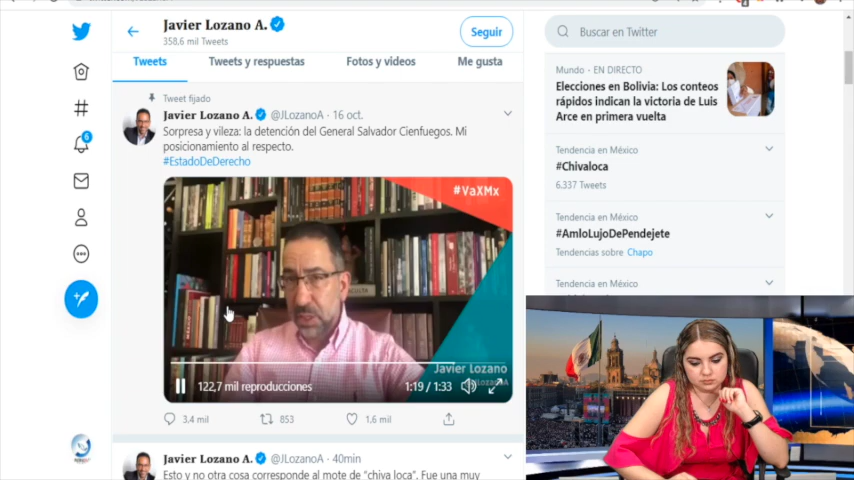 Javier Lozano A.
358,6 mil Tweets
Seguir
Tweets
Tweets y respuestas
Fotos y videos
Me gusta
Tweet fijado
Javier Lozano A. @JLozanoA · 16 oct.
Sorpresa y vileza: la detención del General Salvador Cienfuegos. Mi
posicionamiento al respecto.
#EstadoDeDerecho
#VaXMx
Javier Lozano
122,7 mil reproducciones
1:19 / 1:33
3,4 mil
853
1,6 mil
Javier Lozano A. @JLozanoA · 40min
Esto y no otra cosa corresponde al mote de "chiva loca". Fue una muy
6
Buscar en Twitter
Mundo · EN DIRECTO
Elecciones en Bolivia: Los conteos
rápidos indican la victoria de Luis
Arce en primera vuelta
Tendencia en México
#Chivaloca
6.337 Tweets
Tendencia en México
#AmloLujoDePendejete
Tendencias sobre Chapo
Tendencia en México